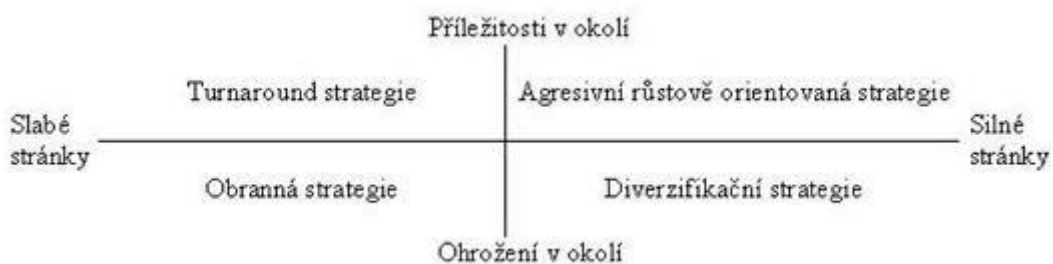 Příležitosti v okolí
Turnaround strategie
Agresivní růstově orientovaná strategie
Slabé
stránky
Silné
stránky
Obranná strategie
Diverzifikační strategie
Ohrožení v okolí